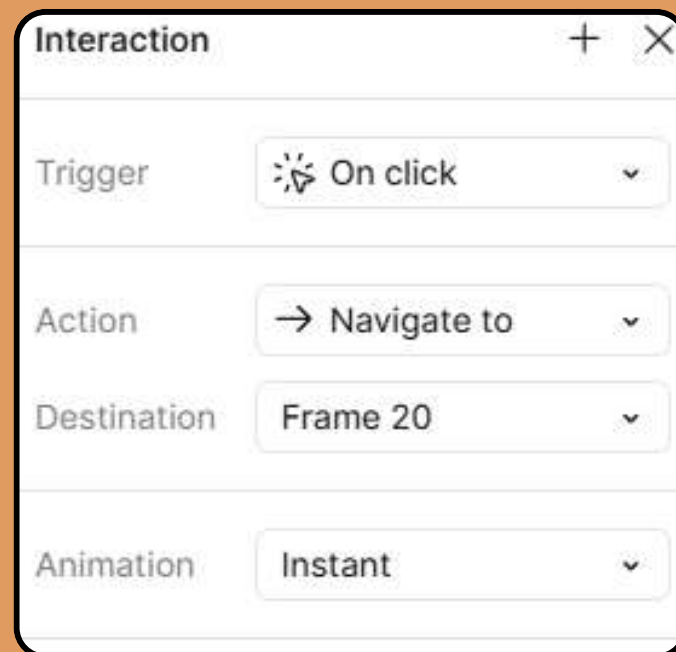 Interaction
Trigger On click
Action Navigate to
Destination Frame 20
Animation Instant